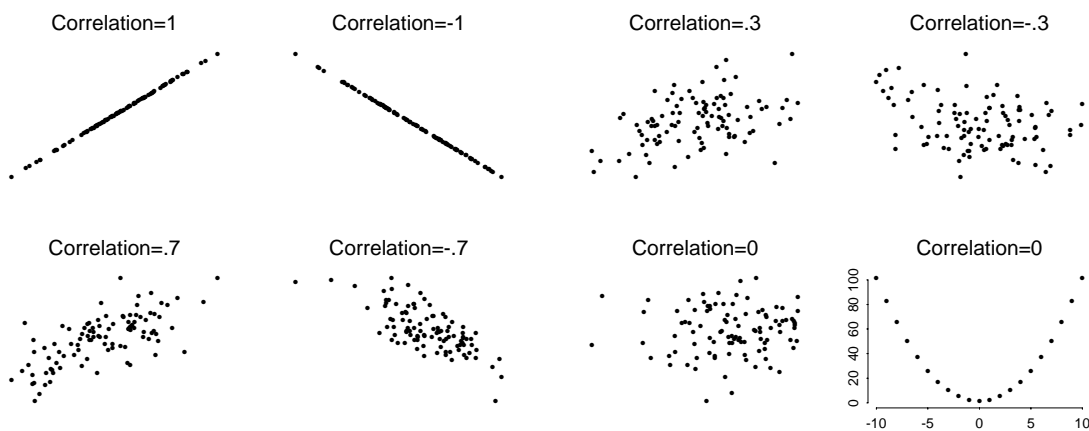 Correlation=1
Correlation=-1
Correlation=.3
Correlation=-.3
Correlation=.7
Correlation=-.7
Correlation=0
Correlation=0
100
80
60
40
20
0
-10 -5 0 5 10